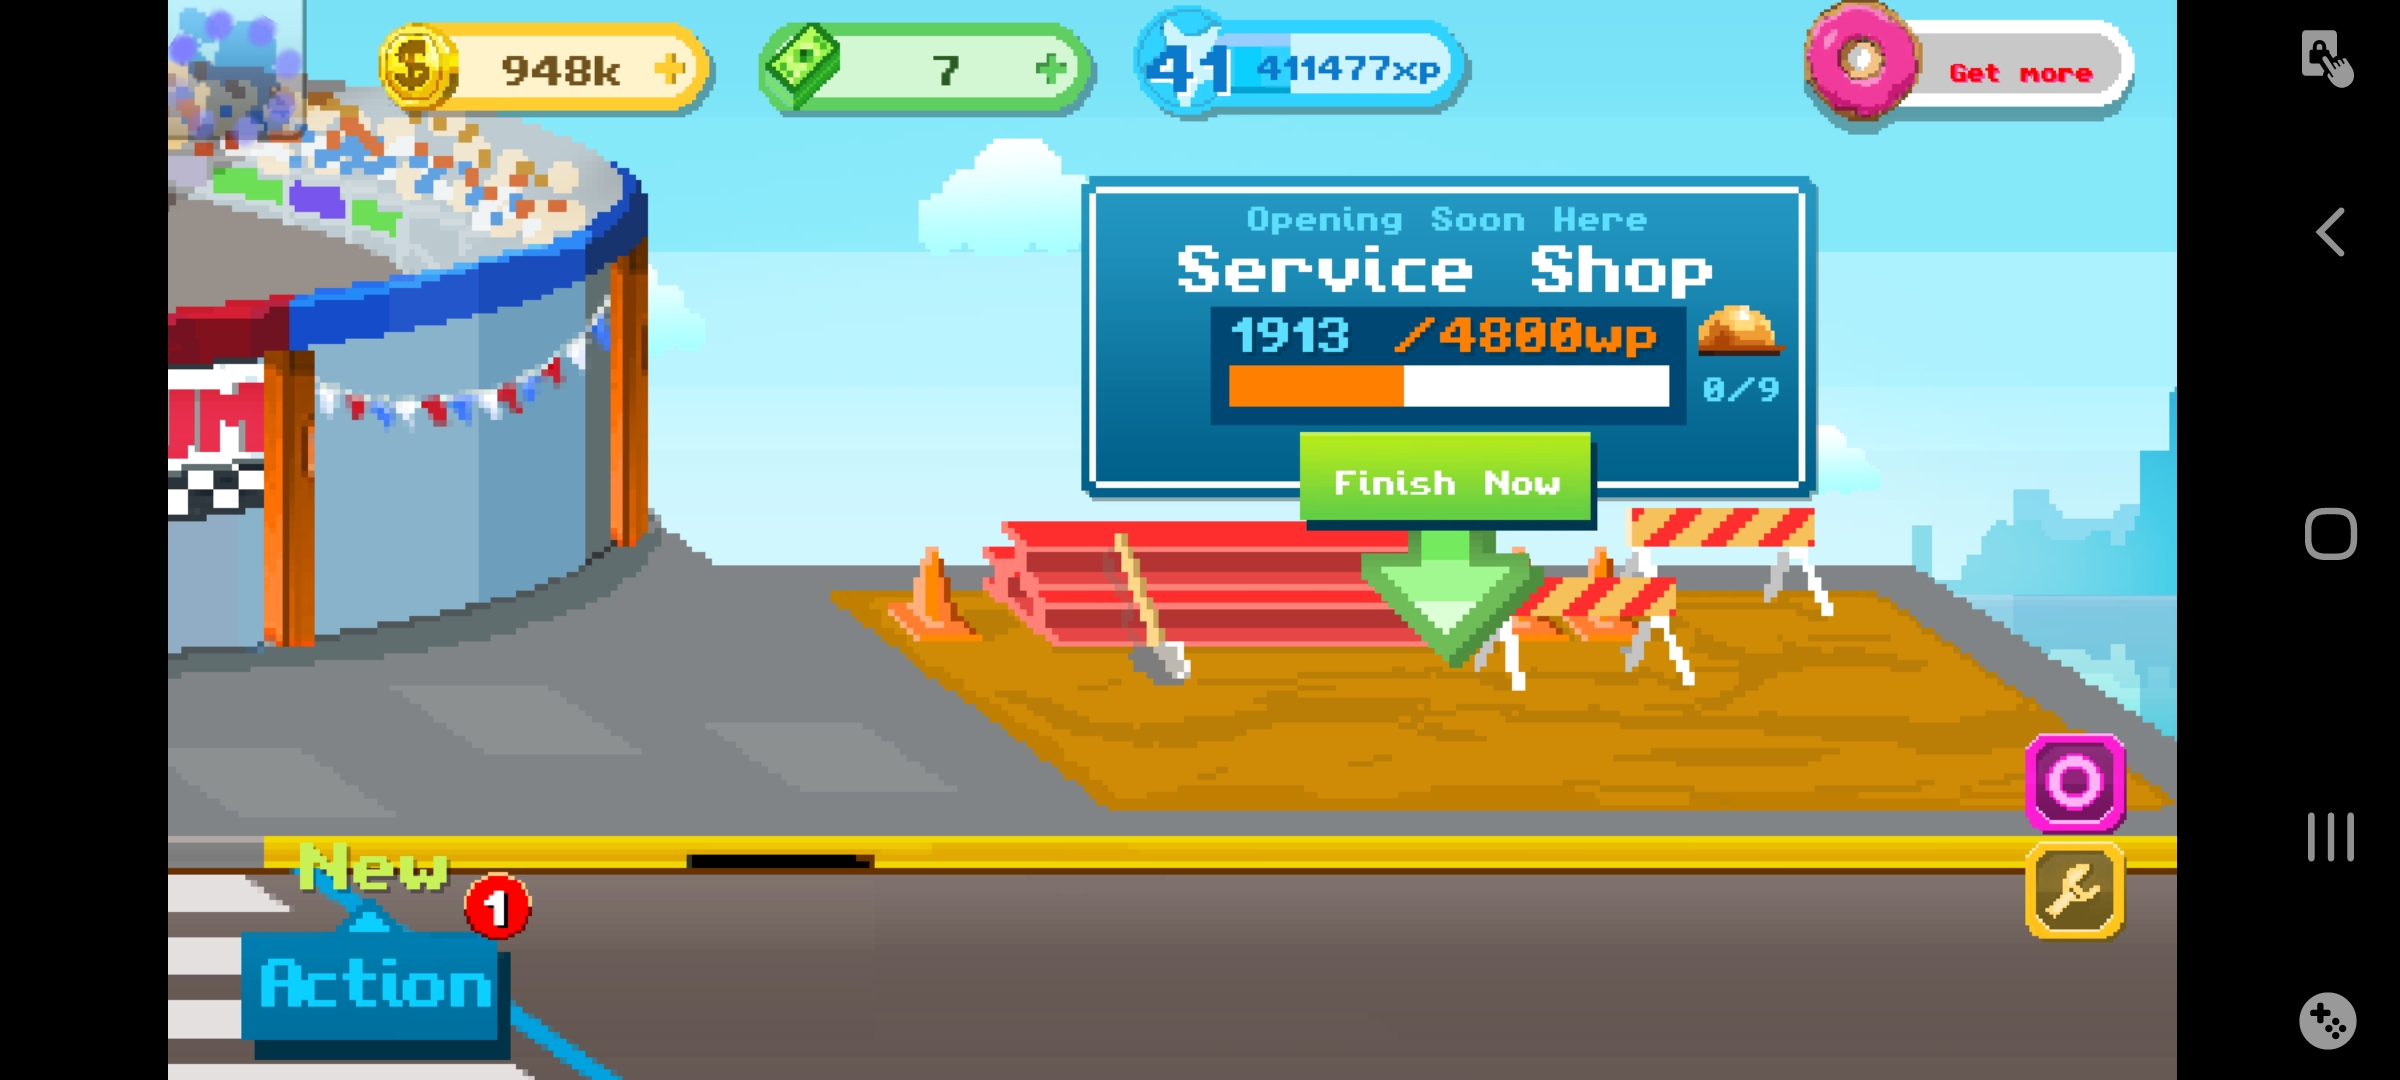 948k
7
41
411477xp
Get more
Opening Soon Here
Service Shop
1913 /4800wp
0/9
Finish Now
New
1
Action